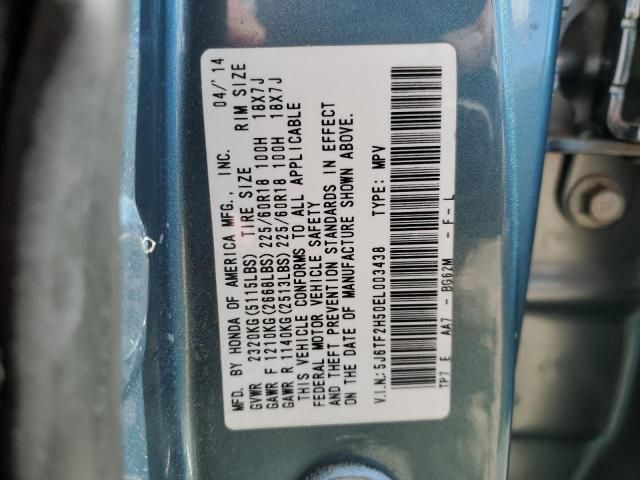 MFD. BY HONDA OF AMERICA MFG., INC. 04/'14
GVWR 2320KG(5115LBS) TIRE SIZE RIM SIZE
GAWR F 1210KG(2668LBS) 225/60R18 100H 18X7J
GAWR R 1140KG(2513LBS) 225/60R18 100H 18X7J
THIS VEHICLE CONFORMS TO ALL APPLICABLE
FEDERAL MOTOR VEHICLE SAFETY
AND THEFT PREVENTION STANDARDS IN EFFECT
ON THE DATE OF MANUFACTURE SHOWN ABOVE.
V.I.N.:5J6TF2H50EL003438 TYPE: MPV
TP7 E AA7 - BG62M - F - L